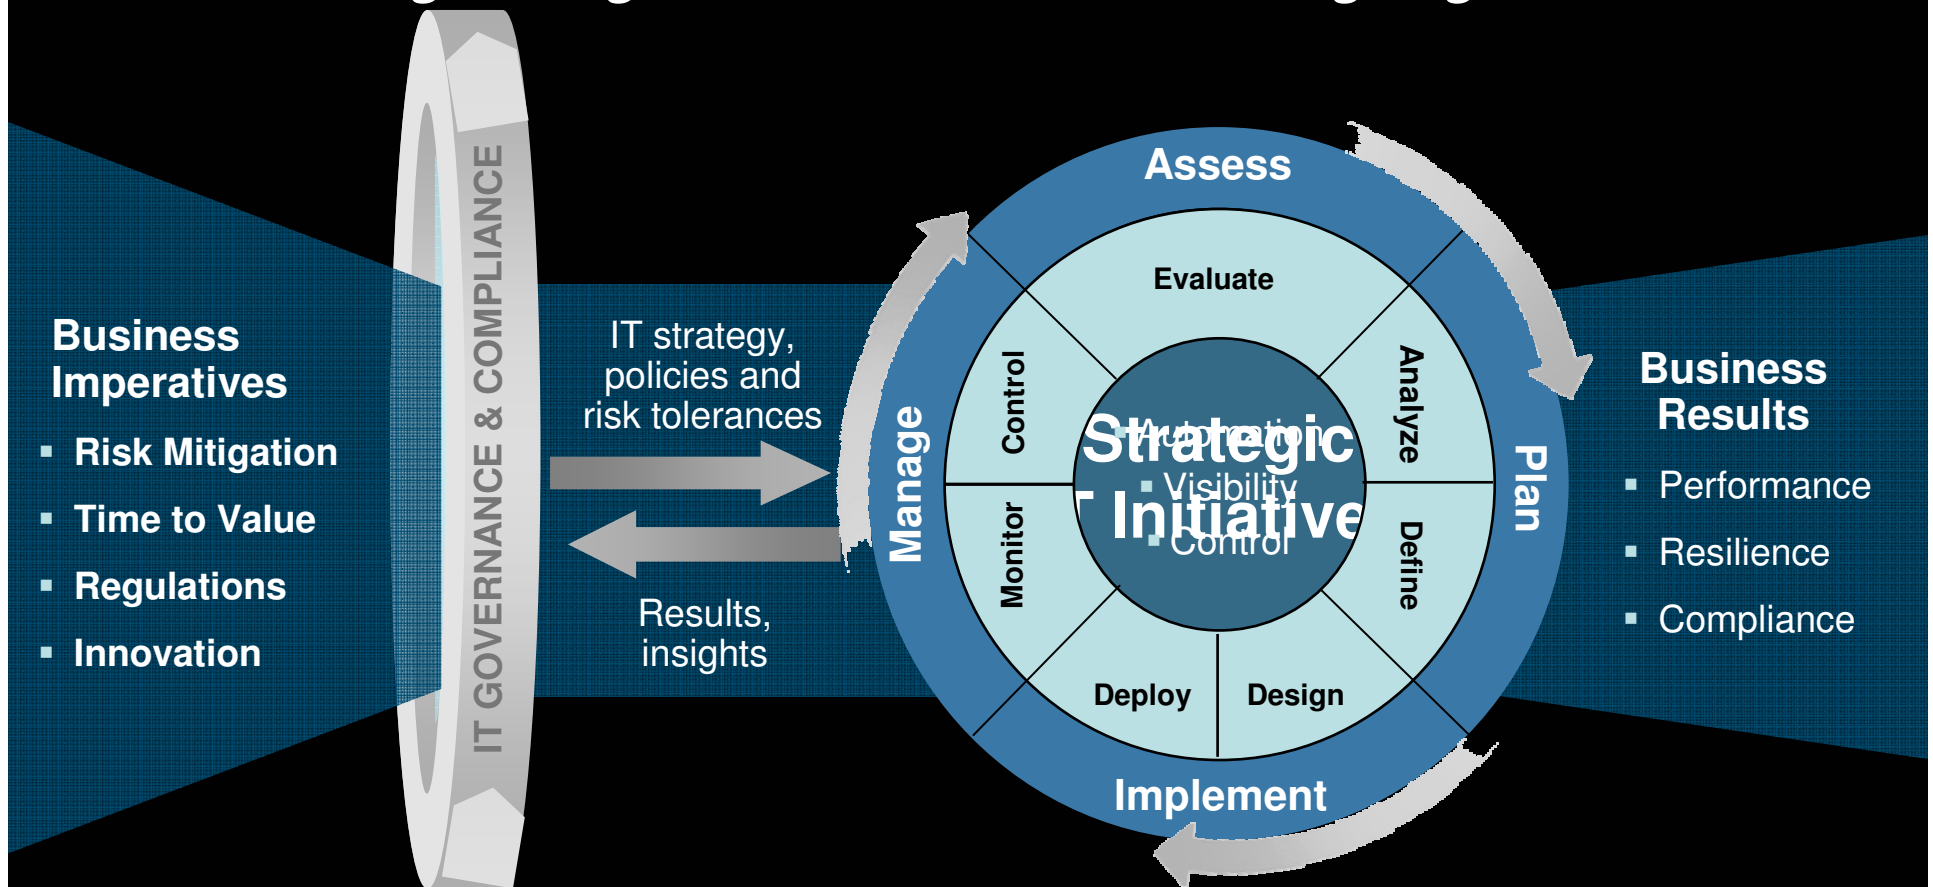 Business
Imperatives
Risk Mitigation
Time to Value
Regulations
Innovation
IT GOVERNANCE & COMPLIANCE
IT strategy,
policies and
risk tolerances
Results,
insights
Assess
Plan
Implement
Manage
Evaluate
Analyze
Define
Design
Deploy
Monitor
Control
Strategic
T Initiative
Automation
Visibility
Control
Business
Results
Performance
Resilience
Compliance